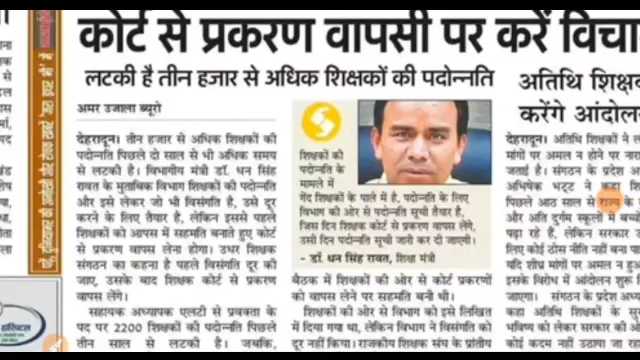 कोर्ट से प्रकरण वापसी पर करें
लटकी है तीन हजार से अधिक शिक्षकों की पदोन्नति
अमर उजाला ब्यूरो
देहरादून। तीन हजार से अधिक शिक्षकों की
पदोन्नति पिछले दो साल से भी अधिक समय
से लटकी है। विभागीय मंत्री डॉ. धन सिंह
रावत के मुताबिक विभाग शिक्षकों की पदोन्नति
और इसे लेकर जो भी विसंगति है, उसे दूर
करने के लिए तैयार है, लेकिन इससे पहले
शिक्षकों को आपस में सहमति बनाते हुए कोर्ट
से प्रकरण वापस लेना होगा। उधर शिक्षक
संगठन का कहना है पहले विसंगति दूर की
जाए, उसके बाद शिक्षक कोर्ट से प्रकरण
वापस लेंगे।
सहायक अध्यापक एलटी से प्रवक्ता के
पद पर 2200 शिक्षकों की पदोन्नति पिछले
तीन साल से लटकी है। जबकि,
शिक्षकों की
पदोन्नति के
मामले में
गेंद शिक्षकों के पाले में है, पदोन्नति के लिए
विभाग की ओर से पदोन्नति सूची तैयार है,
जिस दिन शिक्षक कोर्ट से प्रकरण वापस लेंगे,
उसी दिन पदोन्नति सूची जारी कर दी जाएगी।
- डॉ. धन सिंह रावत, शिक्षा मंत्री
बैठक में शिक्षकों की ओर से कोर्ट प्रकरणों
को वापस लेने पर सहमति बनी थी।
शिक्षकों की ओर से विभाग को इसे लिखित
में दिया गया था, लेकिन विभाग ने विसंगति को
दूर नहीं किया। राजकीय शिक्षक संघ के प्रांतीय
अतिथि
करेंगे
देहरादून। अतिथि शिक्षकों ने
मांगों पर अमल न होने पर
जताई है। संगठन के प्रदेश
अभिषेक भट्ट ने कहा
पिछले आठ साल से
और अति दुर्गम स्कूलों में
पढ़ा रहे हैं, लेकिन सरकार
लिए कोई ठोस नीति नहीं बना
यदि शीघ्र मांगों पर अमल न
इसके विरोध में आंदोलन शुरू
जाएगा। संगठन के प्रदेश
कहा अतिथि शिक्षकों के
भविष्य को लेकर सरकार की
कोई कदम नहीं उठाया जा